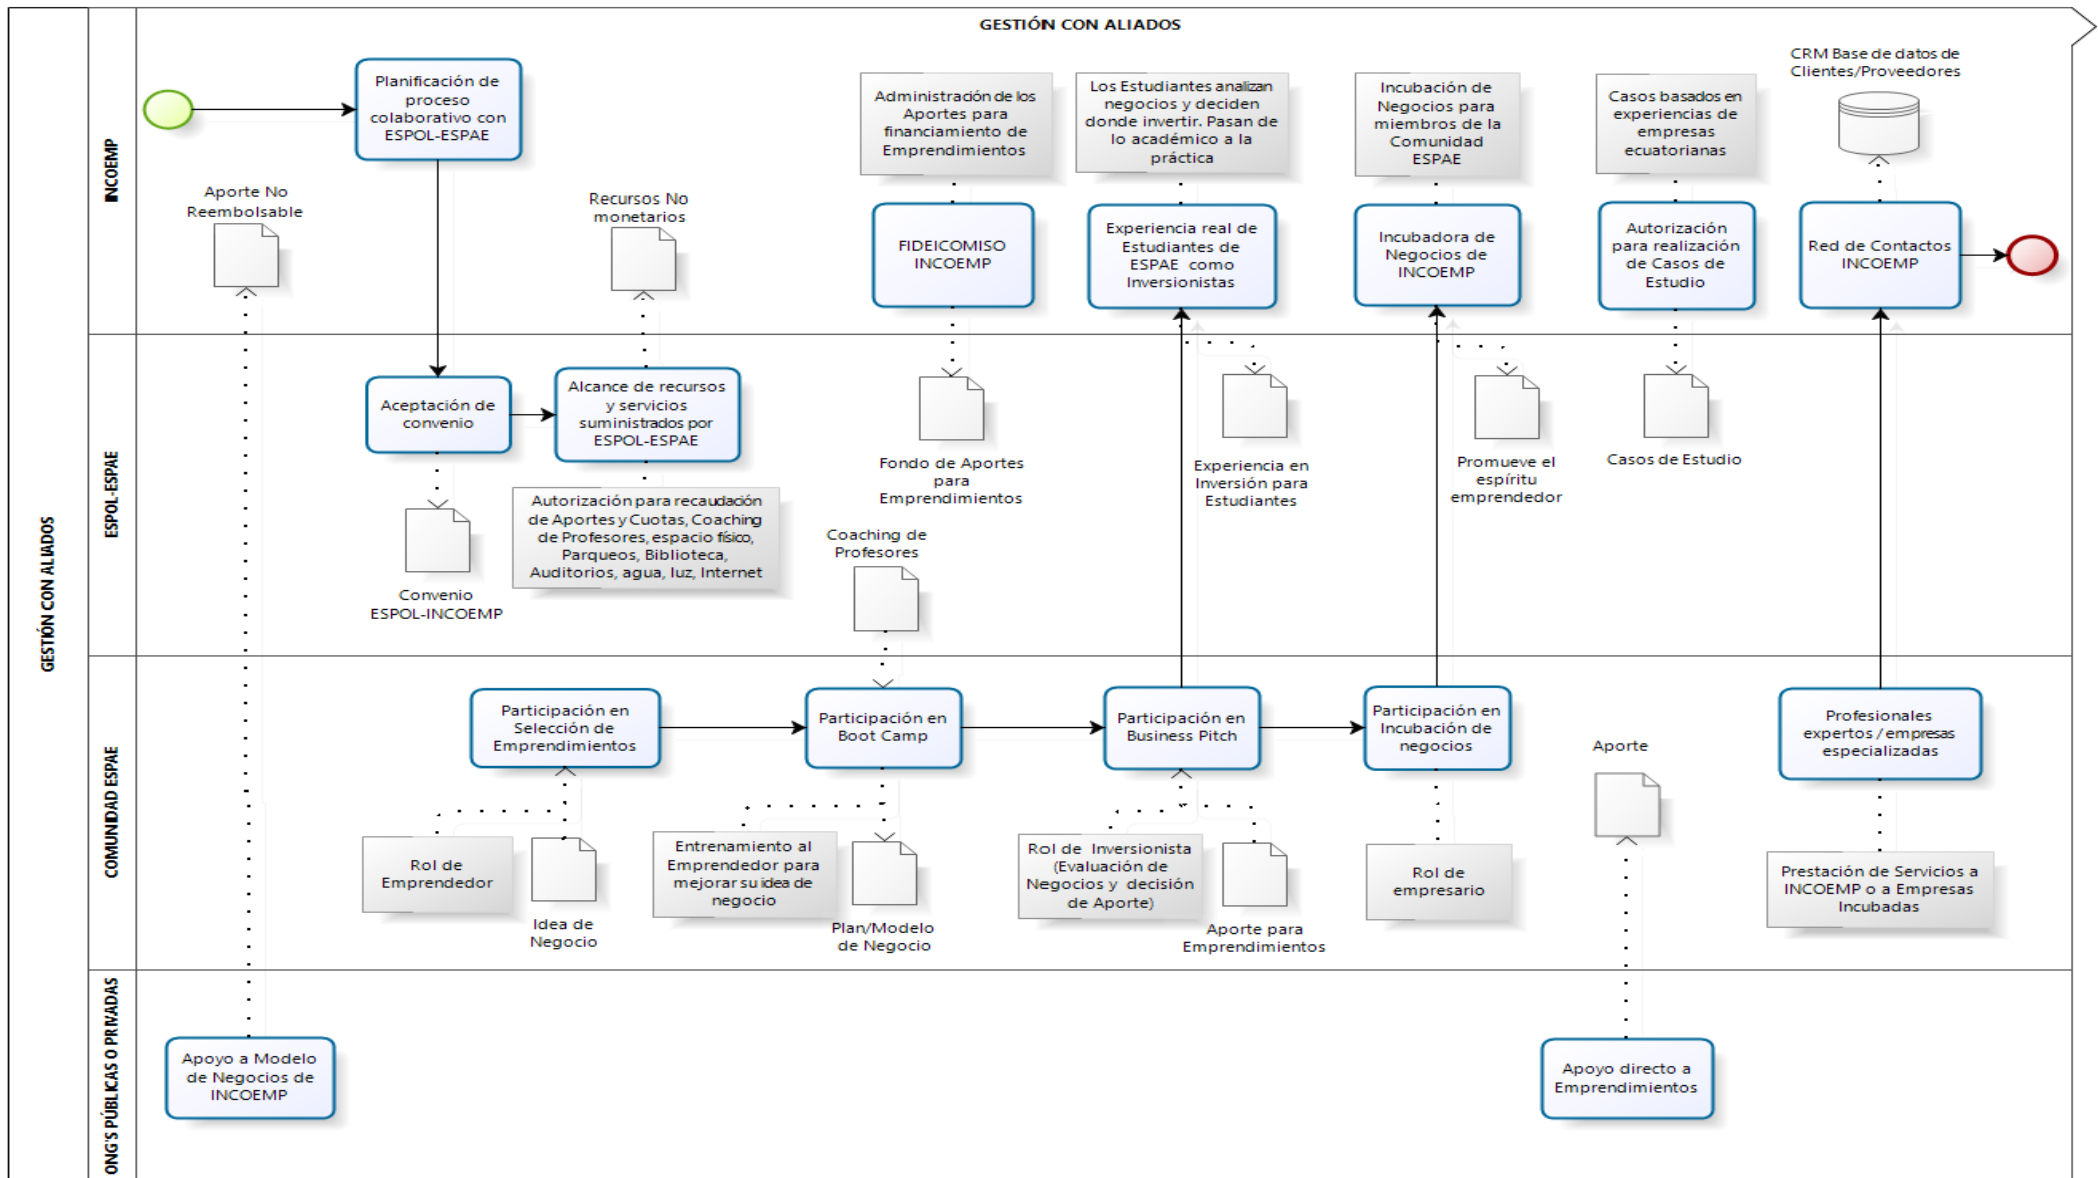 GESTIÓN CON ALIADOS
GESTIÓN CON ALIADOS
INCOEMP
Planificación de
proceso
colaborativo con
ESPOL-ESPAE
Aporte No
Reembolsable
Recursos No
monetarios
Administración de los
Aportes para
financiamiento de
Emprendimientos
FIDEICOMISO
INCOEMP
Los Estudiantes analizan
negocios y deciden
donde invertir. Pasan de
lo académico a la
práctica
Experiencia real de
Estudiantes de
ESPAE como
Inversionistas
Incubación de
Negocios para
miembros de la
Comunidad
ESPAE
Incubadora de
Negocios de
INCOEMP
Casos basados en
experiencias de
empresas
ecuatorianas
Autorización
para realización
de Casos de
Estudio
CRM Base de datos de
Clientes/Proveedores
Red de Contactos
INCOEMP
ESPOL-ESPAE
Aceptación de
convenio
Convenio
ESPOL-INCOEMP
Alcance de recursos
y servicios
suministrados por
ESPOL-ESPAE
Autorización para recaudación
de Aportes y Cuotas, Coaching
de Profesores, espacio físico,
Parqueos, Biblioteca,
Auditorios, agua, luz, Internet
Fondo de Aportes
para
Emprendimientos
Coaching de
Profesores
Experiencia en
Inversión para
Estudiantes
Promueve el
espíritu
emprendedor
Casos de Estudio
COMUNIDAD ESPAE
Participación en
Selección de
Emprendimientos
Rol de
Emprendedor
Idea de
Negocio
Participación en
Boot Camp
Entrenamiento al
Emprendedor para
mejorar su idea de
negocio
Plan/Modelo
de Negocio
Participación en
Business Pitch
Rol de Inversionista
(Evaluación de
Negocios y decisión
de Aporte)
Aporte para
Emprendimientos
Participación en
Incubación de
negocios
Rol de
empresario
Aporte
Profesionales
expertos / empresas
especializadas
Prestación de Servicios a
INCOEMP o a Empresas
Incubadas
ONG'S PÚBLICAS O PRIVADAS
Apoyo a Modelo
de Negocios de
INCOEMP
Apoyo directo a
Emprendimientos